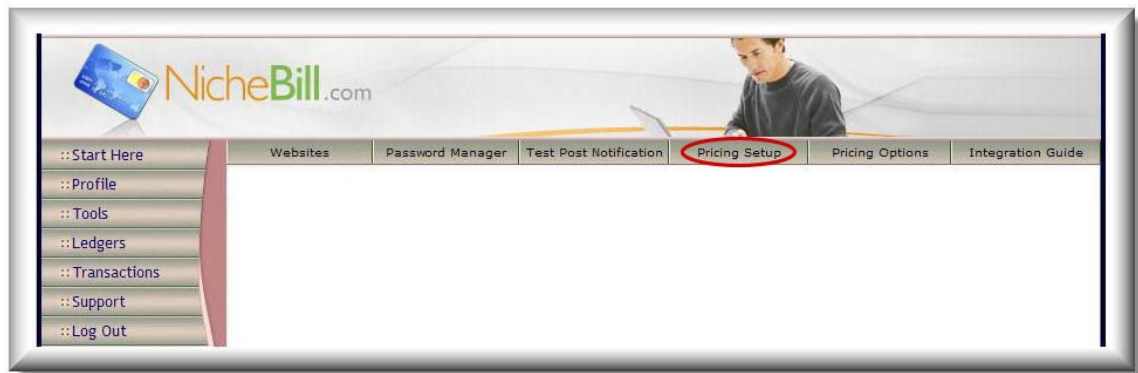 NicheBill.com
::Start Here
Websites Password Manager Test Post Notification Pricing Setup Pricing Options Integration Guide
::Profile
::Tools
::Ledgers
::Transactions
::Support
::Log Out